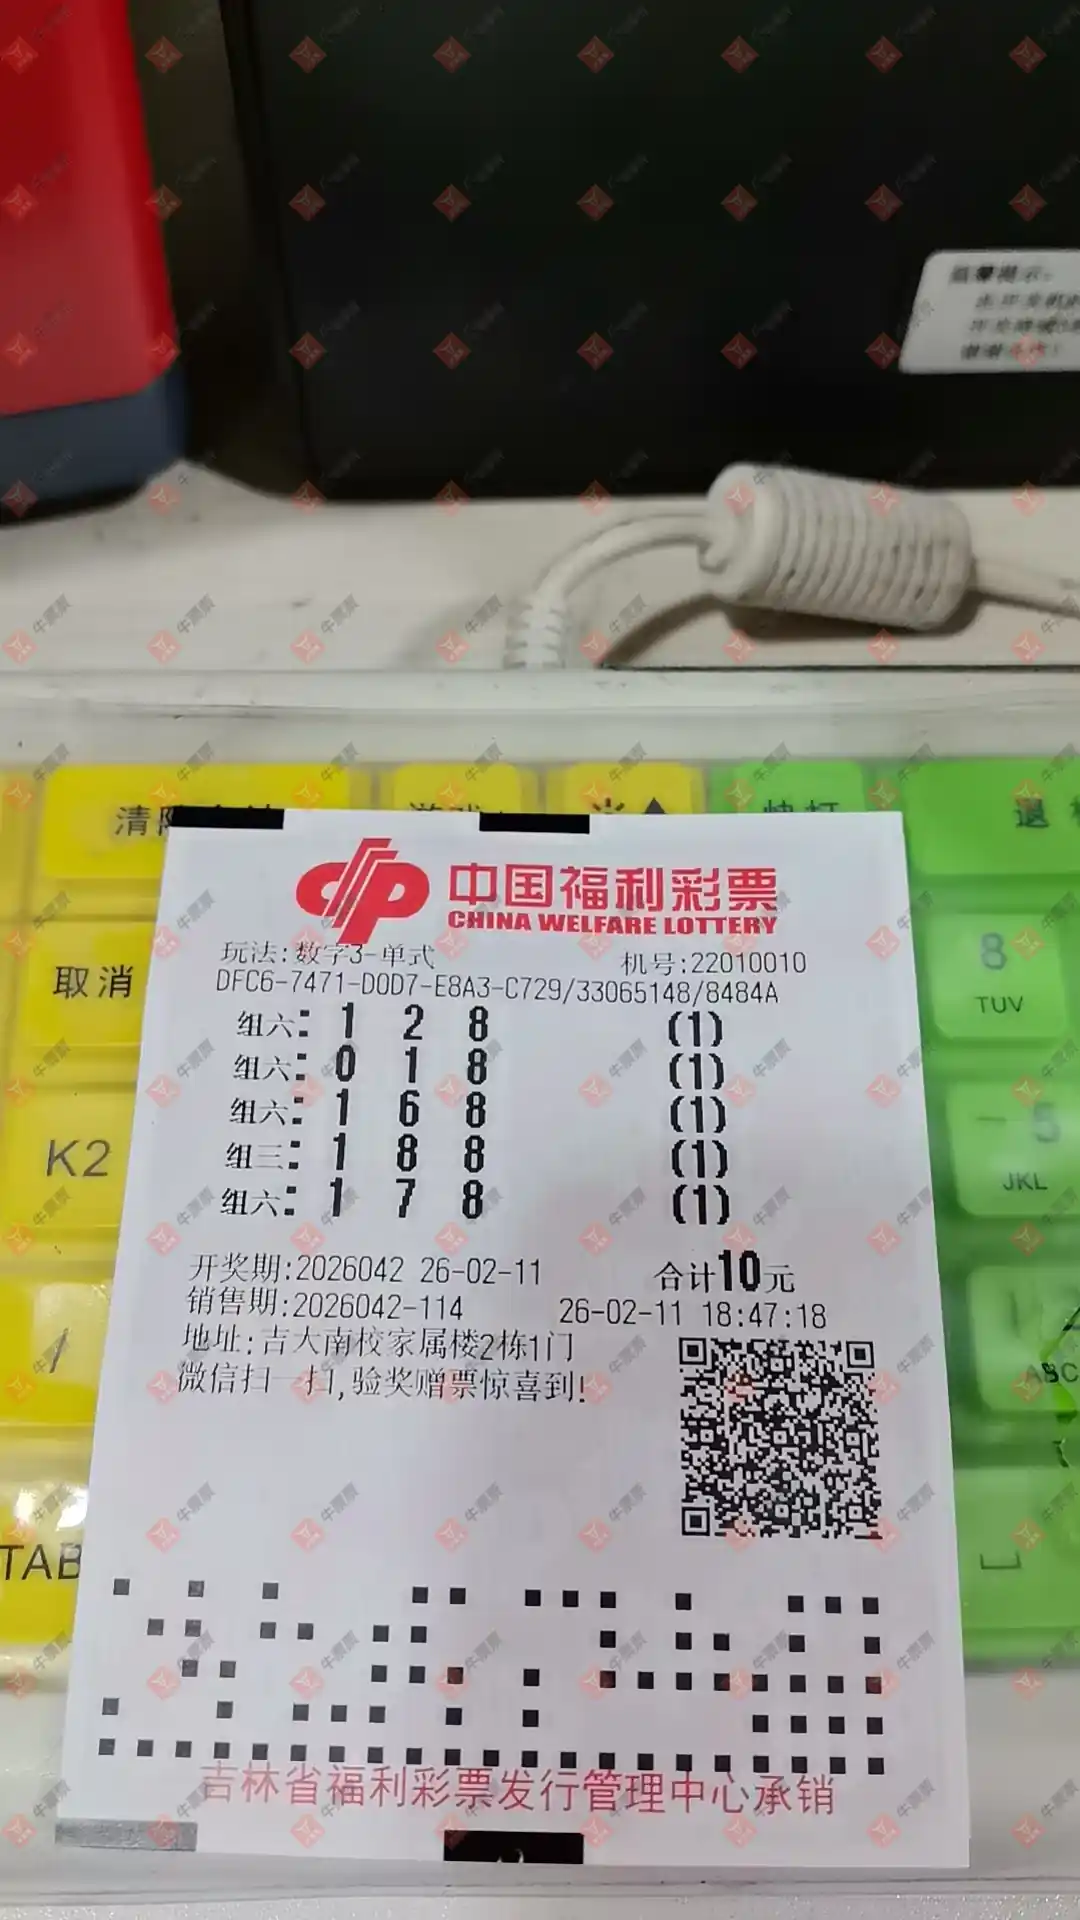 取消
K2
TAB
8
TUV
5
JKL
中国福利彩票
CHINA WELFARE LOTTERY
玩法:数字3-单式 机号:22010010
DFC6-7471-D0D7-E8A3-C729/33065148/8484A
组六: 1 2 8 (1)
组六: 0 1 8 (1)
组六: 1 6 8 (1)
组三: 1 8 8 (1)
组六: 1 7 8 (1)
开奖期:2026042 26-02-11 合计10元
销售期:2026042-114 26-02-11 18:47:18
地址:吉大南校家属楼2栋1门
微信扫一扫,验奖赠票惊喜到!
吉林省福利彩票发行管理中心承销
牛票票